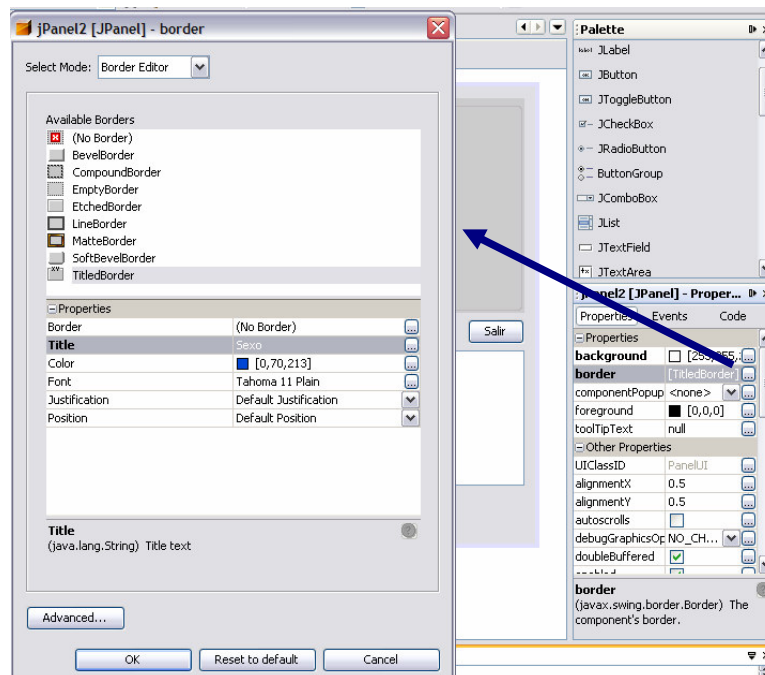 jPanel2 [JPanel] - border
Select Mode: Border Editor
Available Borders
(No Border)
BevelBorder
CompoundBorder
EmptyBorder
EtchedBorder
LineBorder
MatteBorder
SoftBevelBorder
TitledBorder
Properties
Border (No Border) ...
Title Sexo ...
Color [0,70,213] ...
Font Tahoma 11 Plain ...
Justification Default Justification
Position Default Position
Title
(java.lang.String) Title text
Advanced...
OK Reset to default Cancel
Salir
Palette
JLabel
JButton
JToggleButton
JCheckBox
JRadioButton
ButtonGroup
JComboBox
JList
JTextField
JTextArea
jPanel2 [JPanel] - Proper...
Properties Events Code
Properties
background
border [TitledBorder] ...
componentPopup <none> ...
foreground [0,0,0] ...
toolTipText null ...
Other Properties
UIClassID PanelUI ...
alignmentX 0.5 ...
alignmentY 0.5 ...
autoscrolls ...
debugGraphicsOp NO_CH... ...
doubleBuffered ...
border
(javax.swing.border.Border) The
component's border.